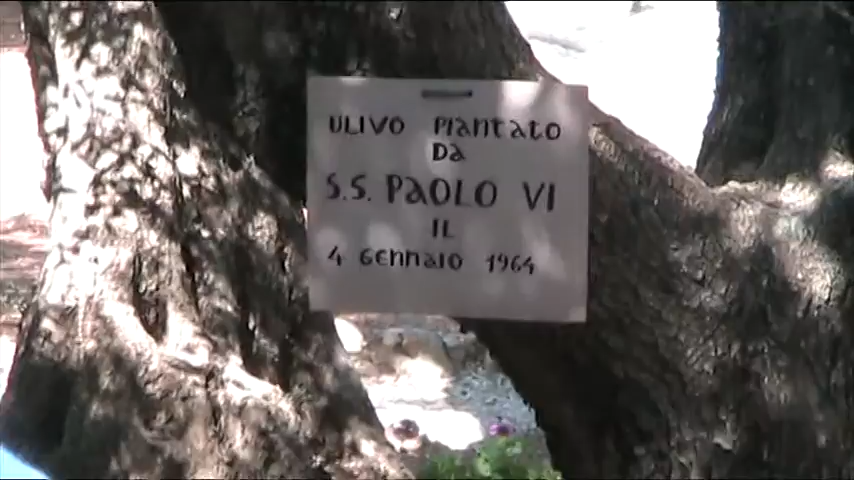 ULIVO PIANTATO
DA
S.S. PAOLO VI
IL
4 GENNAIO 1964